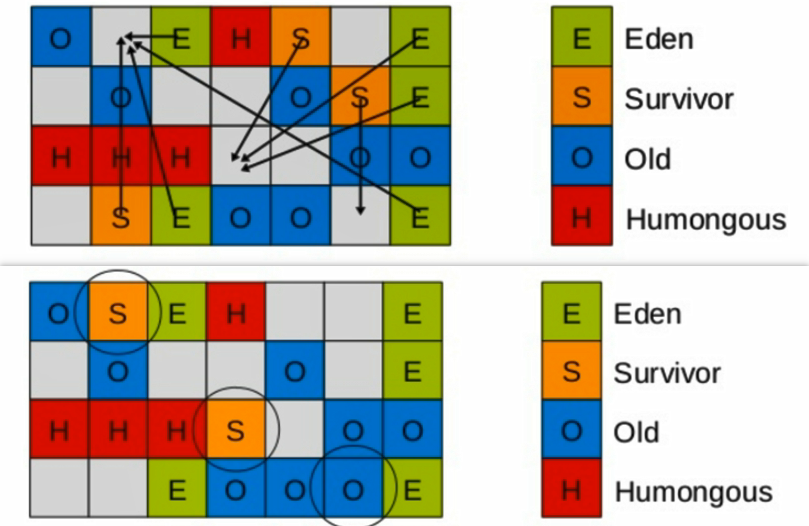 O E H S E E Eden
O O S E S Survivor
H H H O O O Old
S E O O E H Humongous
O S E H E E Eden
O O E S Survivor
H H H S O O O Old
E O O O E H Humongous